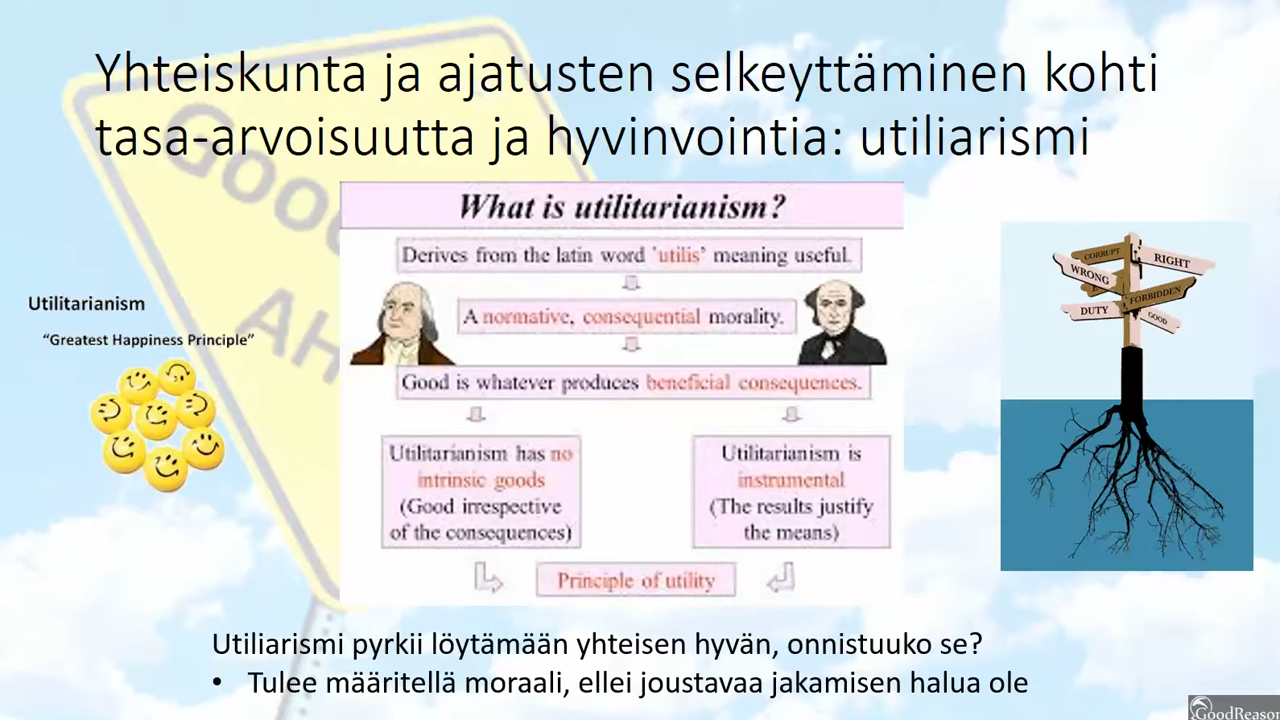 Yhteiskunta ja ajatusten selkeyttäminen kohti
tasa-arvoisuutta ja hyvinvointia: utiliarismi
Good
Ah
Utilitarianism
“Greatest Happiness Principle”
What is utilitarianism?
Derives from the latin word 'utilis' meaning useful.
A normative, consequential morality.
Good is whatever produces beneficial consequences.
Utilitarianism has no
intrinsic goods
(Good irrespective
of the consequences)
Utilitarianism is
instrumental
(The results justify
the means)
Principle of utility
CORRUPT
RIGHT
WRONG
FORBIDDEN
DUTY
GOOD
Utiliarismi pyrkii löytämään yhteisen hyvän, onnistuuko se?
• Tulee määritellä moraali, ellei joustavaa jakamisen halua ole
GoodReason